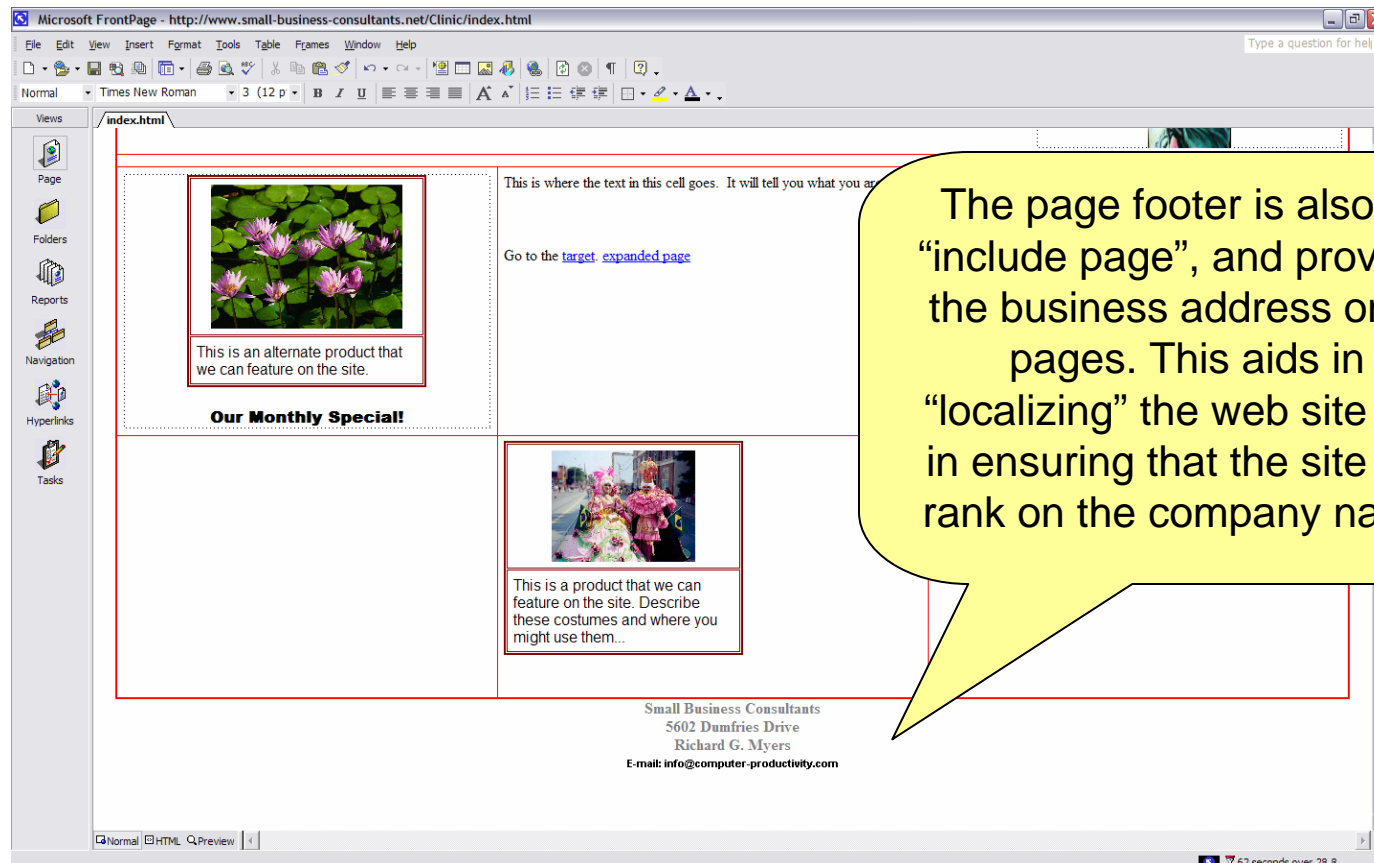 Microsoft FrontPage - http://www.small-business-consultants.net/Clinic/index.html
File Edit View Insert Format Tools Table Frames Window Help
Type a question for hel
Normal Times New Roman 3 (12 p B I U A A A
Views
index.html
Page
Folders
Reports
Navigation
Hyperlinks
Tasks
This is an alternate product that
we can feature on the site.
Our Monthly Special!
This is where the text in this cell goes. It will tell you what you
Go to the target. expanded page
This is a product that we can
feature on the site. Describe
these costumes and where you
might use them...
The page footer is also
“include page”, and prov
the business address
pages. This aids in
“localizing” the web site
in ensuring that the site
rank on the company na
Small Business Consultants
5602 Dumfries Drive
Richard G. Myers
E-mail: info@computer-productivity.com
Normal HTML Preview
62 seconds over 28.8